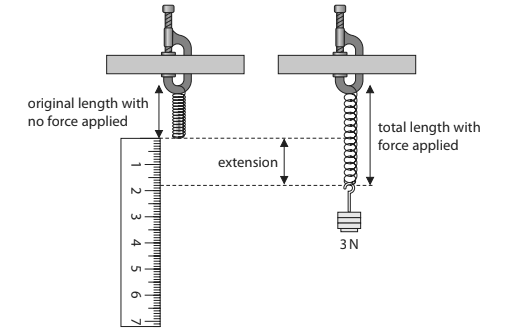 original length with
no force applied
total length with
force applied
extension
1
2
3
4
5
6
7
3 N